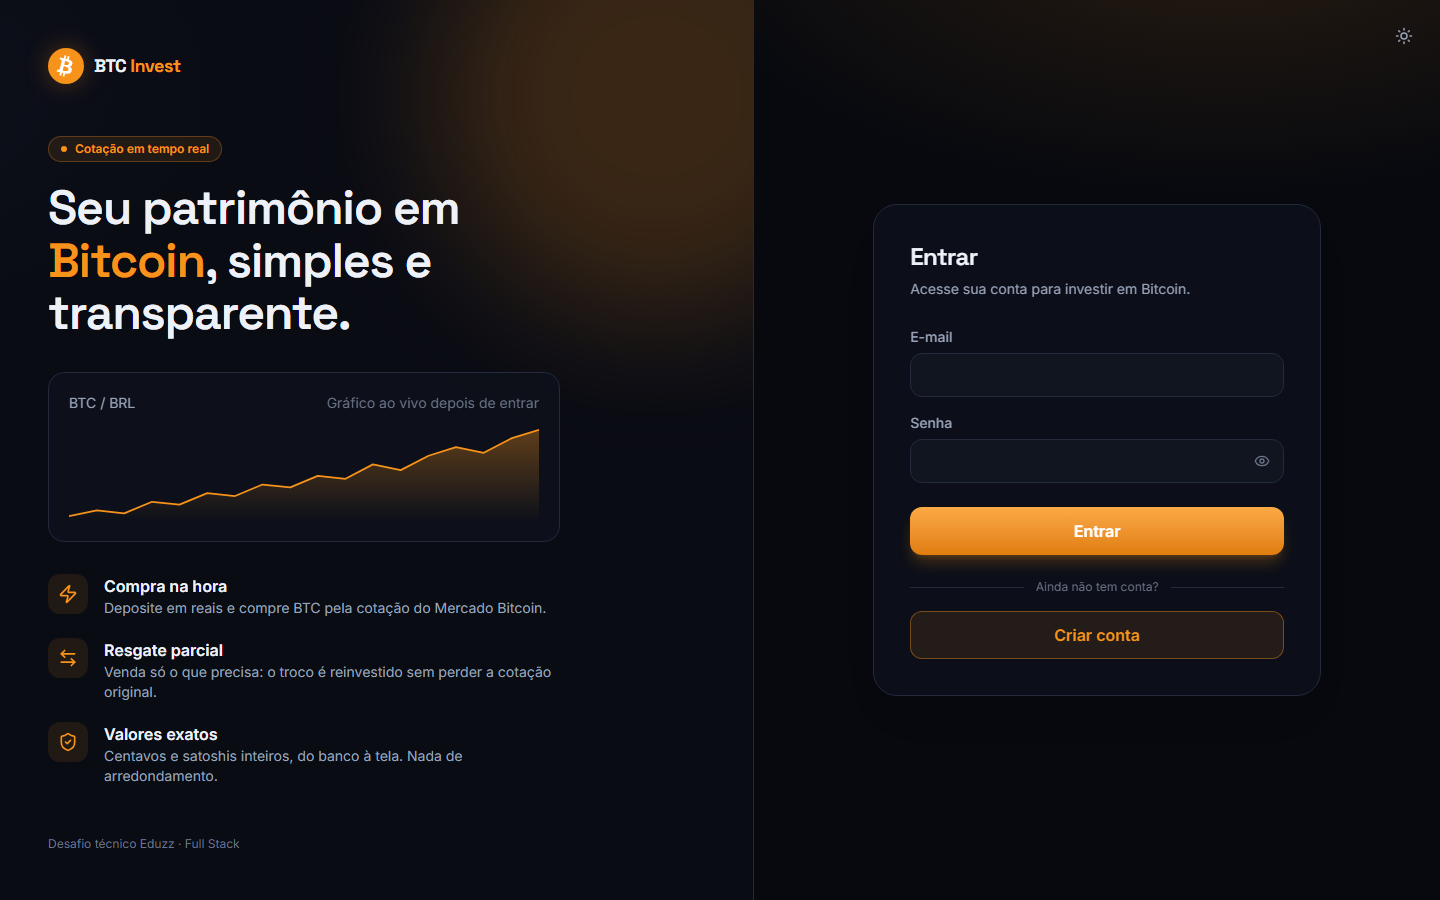 BTC Invest
Cotação em tempo real
Seu patrimônio em
Bitcoin, simples e
transparente.
BTC / BRL
Gráfico ao vivo depois de entrar
Compra na hora
Deposite em reais e compre BTC pela cotação do Mercado Bitcoin.
Resgate parcial
Venda só o que precisa: o troco é reinvestido sem perder a cotação
original.
Valores exatos
Centavos e satoshis inteiros, do banco à tela. Nada de
arredondamento.
Desafio técnico Eduzz · Full Stack
Entrar
Acesse sua conta para investir em Bitcoin.
E-mail
Senha
Entrar
Ainda não tem conta?
Criar conta